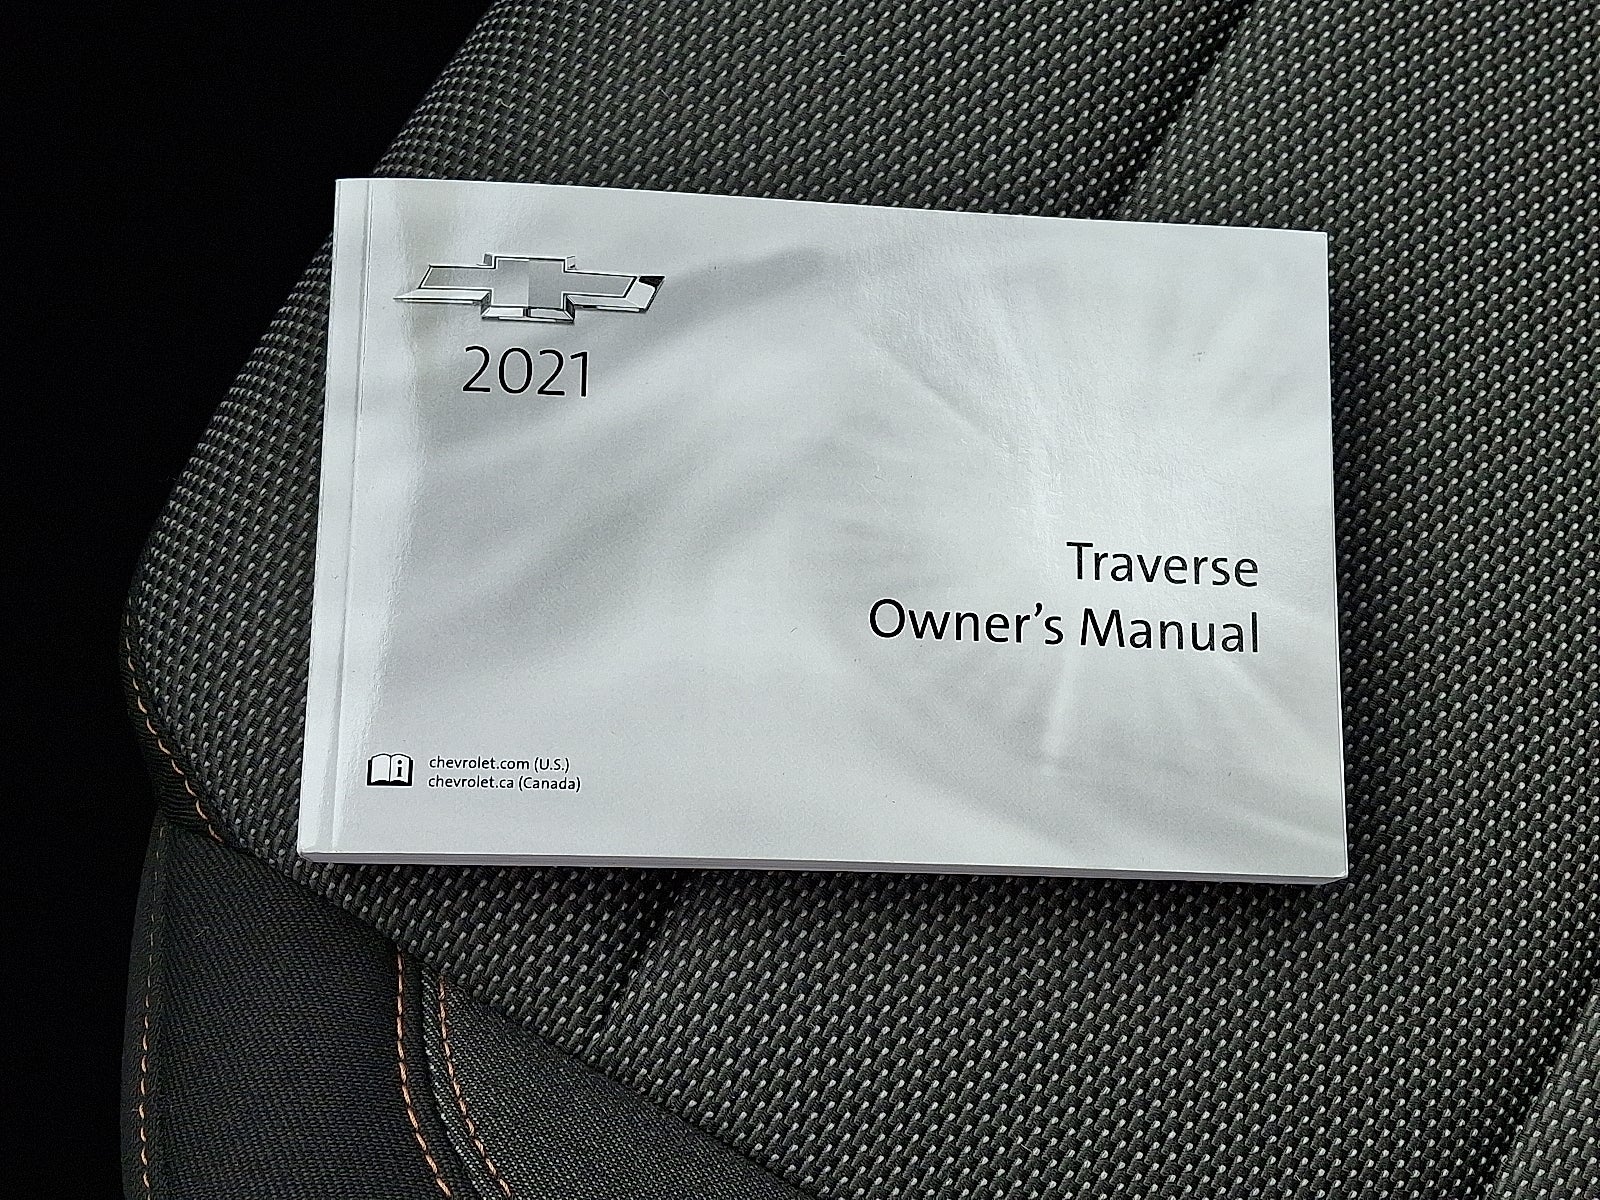 2021
Traverse
Owner's Manual
chevrolet.com (U.S.)
chevrolet.ca (Canada)